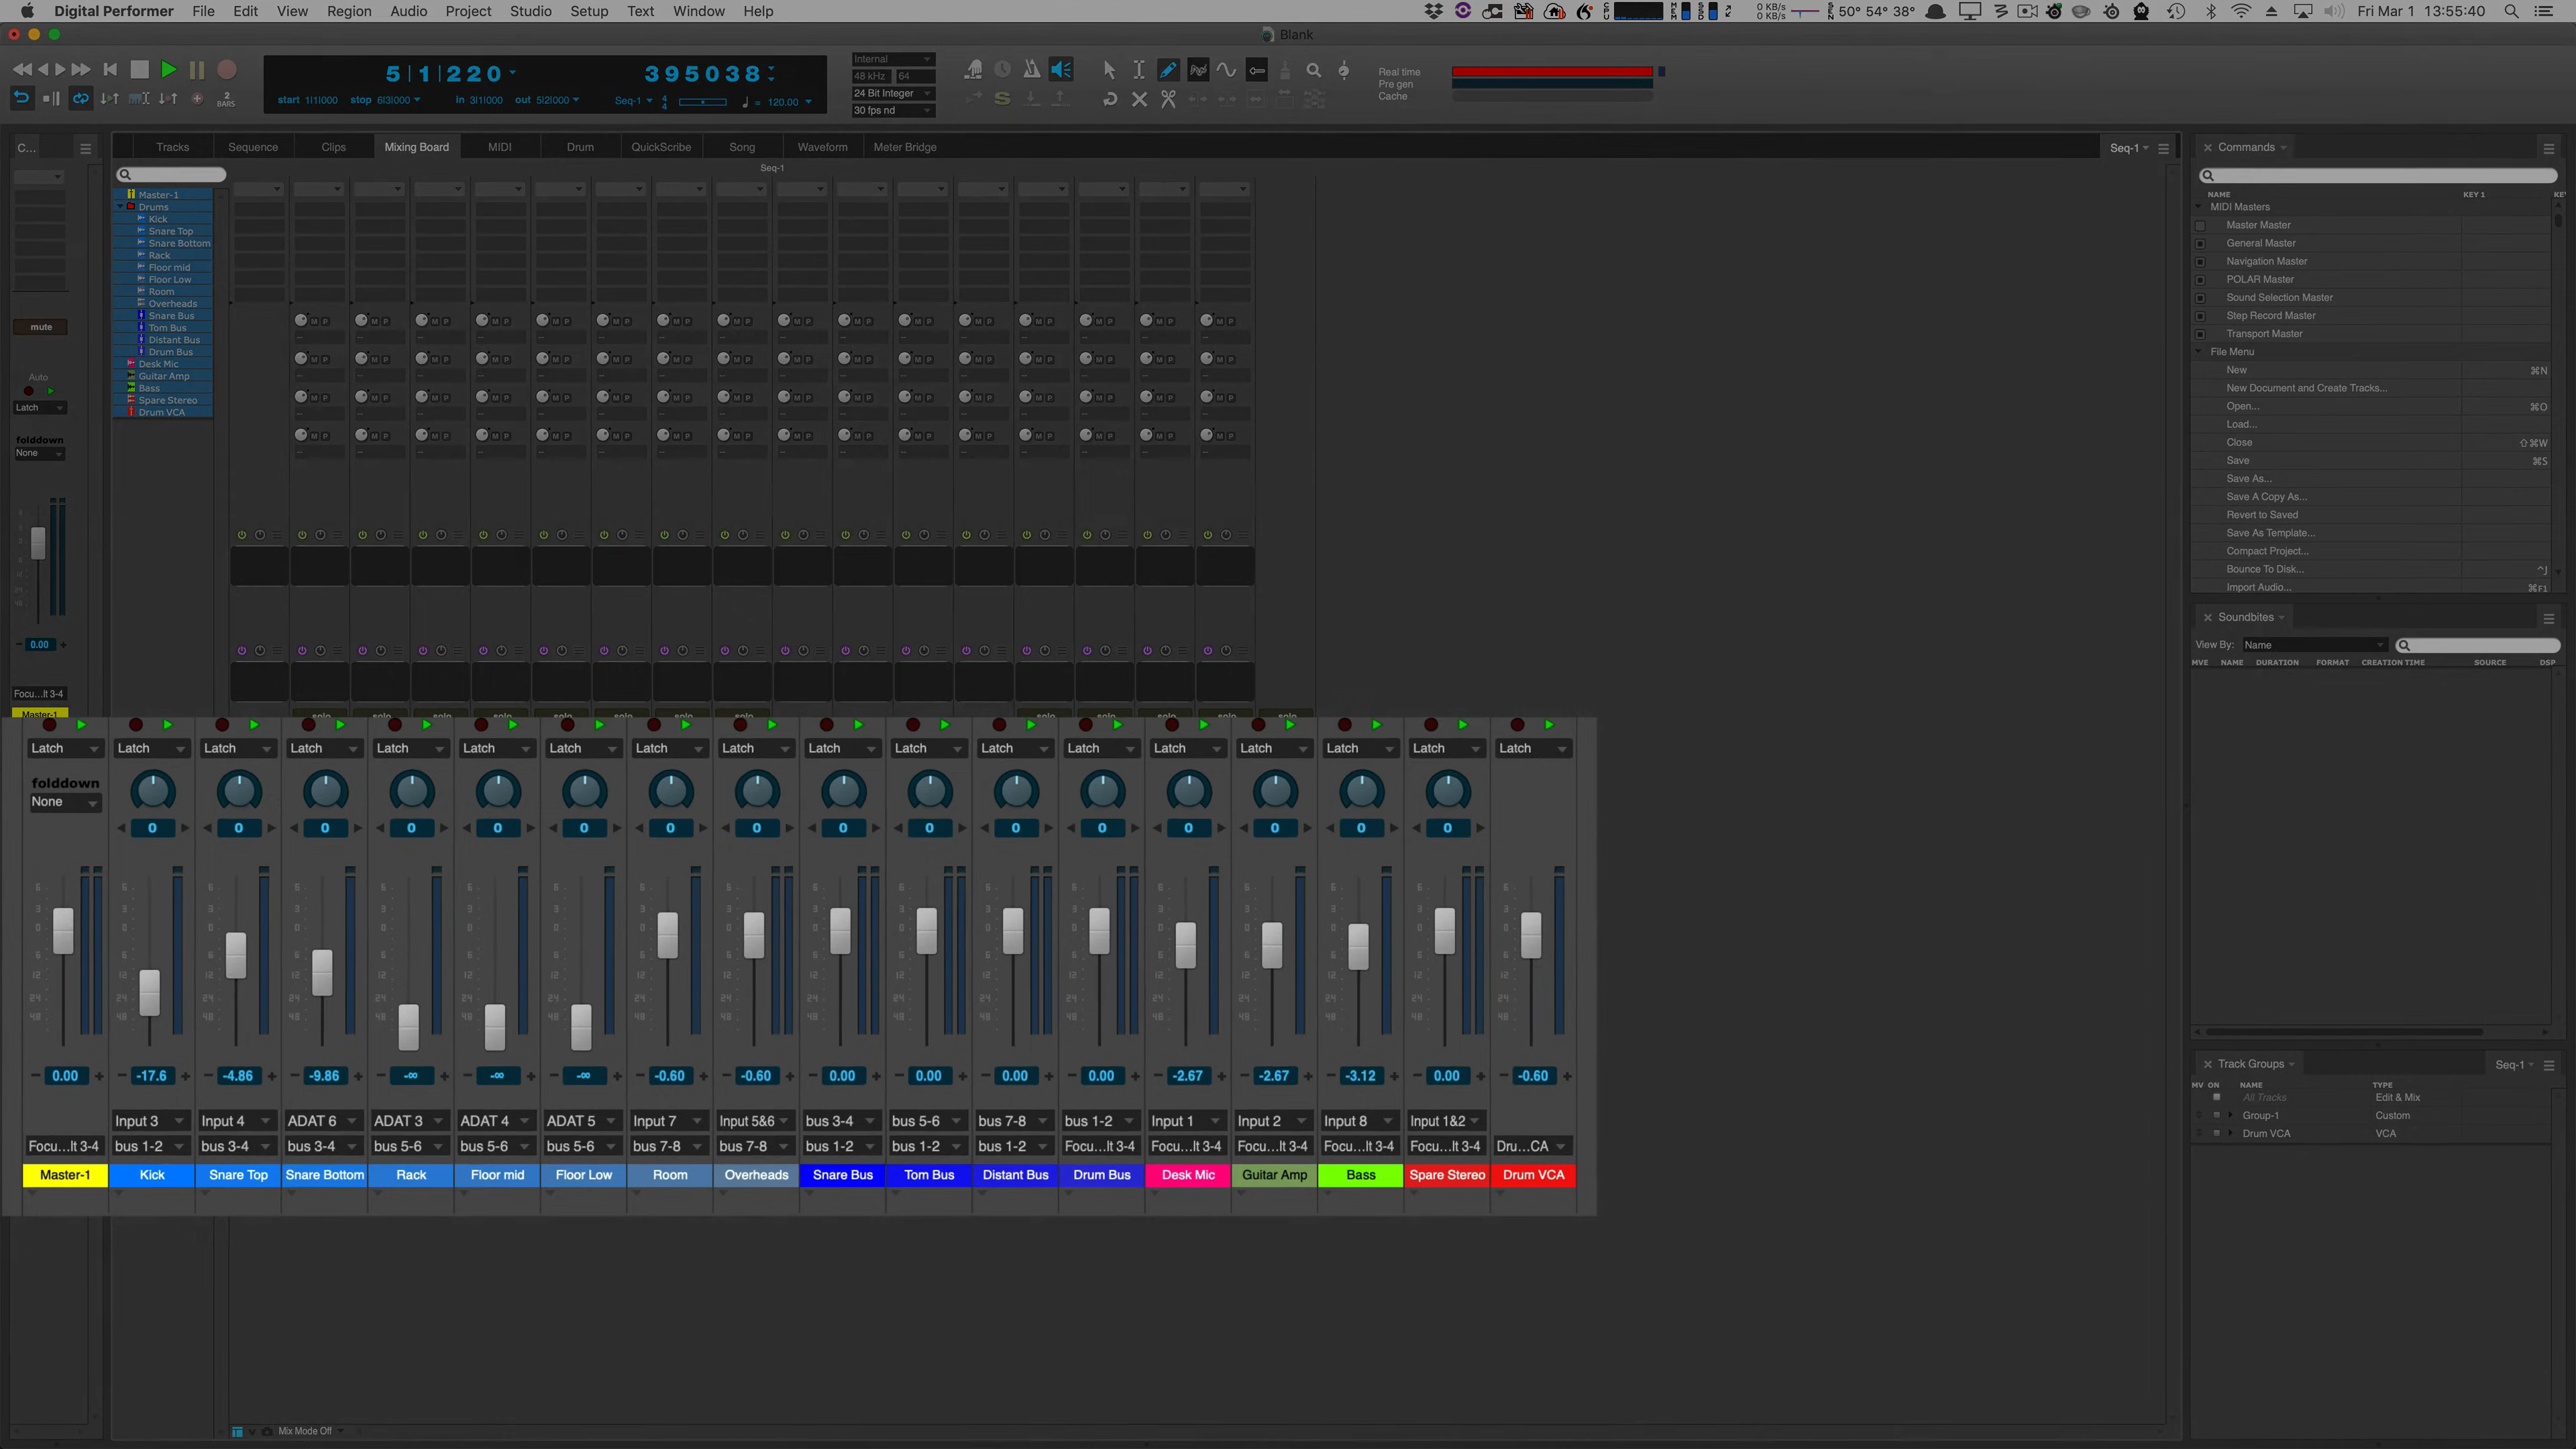 Digital Performer File Edit View Region Audio Project Studio Setup Text Window Help
0 KB/s
0 KB/s
50° 54° 38°
Fri Mar 1 13:55:40
Blank
5|1|220
395038
start 1|1|000 stop 6|3|000 in 3|1|000 out 5|2|000 Seq-1 4/4 = 120.00
2
BARS
Internal
48 kHz 64
24 Bit Integer
30 fps nd
Real time
Pre gen
Cache
C...
Tracks Sequence Clips Mixing Board MIDI Drum QuickScribe Song Waveform Meter Bridge
Seq-1
Seq-1
Master-1
Drums
Kick
Snare Top
Snare Bottom
Rack
Floor mid
Floor Low
Room
Overheads
Snare Bus
Tom Bus
Distant Bus
Drum Bus
Desk Mic
Guitar Amp
Bass
Spare Stereo
Drum VCA
mute
Auto
Latch
folddown
None
0.00
Focu...lt 3-4
Master-1
Commands
NAME KEY 1
MIDI Masters
Master Master
General Master
Navigation Master
POLAR Master
Sound Selection Master
Step Record Master
Transport Master
File Menu
New ⌘N
New Document and Create Tracks...
Open... ⌘O
Load...
Close ⇧⌘W
Save ⌘S
Save As...
Save A Copy As...
Revert to Saved
Save As Template...
Compact Project...
Bounce To Disk... ^J
Import Audio... ⌘F1
Soundbites
View By: Name
MVE NAME DURATION FORMAT CREATION TIME SOURCE DSP
Track Groups
Seq-1
MV ON NAME TYPE
All Tracks Edit & Mix
Group-1 Custom
Drum VCA VCA
Latch Latch Latch Latch Latch Latch Latch Latch Latch Latch Latch Latch Latch Latch Latch Latch Latch Latch
folddown
None
0 0 0 0 0 0 0 0 0 0 0 0 0 0 0 0
0.00 -17.6 -4.86 -9.86 -∞ -∞ -∞ -0.60 -0.60 0.00 0.00 0.00 0.00 -2.67 -2.67 -3.12 0.00 -0.60
Input 3 Input 4 ADAT 6 ADAT 3 ADAT 4 ADAT 5 Input 7 Input 5&6 bus 3-4 bus 5-6 bus 7-8 bus 1-2 Input 1 Input 2 Input 8 Input 1&2
Focu...lt 3-4 bus 1-2 bus 3-4 bus 3-4 bus 5-6 bus 5-6 bus 5-6 bus 7-8 bus 7-8 bus 1-2 bus 1-2 bus 1-2 Focu...lt 3-4 Focu...lt 3-4 Focu...lt 3-4 Focu...lt 3-4 Focu...lt 3-4 Dru...CA
Master-1 Kick Snare Top Snare Bottom Rack Floor mid Floor Low Room Overheads Snare Bus Tom Bus Distant Bus Drum Bus Desk Mic Guitar Amp Bass Spare Stereo Drum VCA
Mix Mode Off